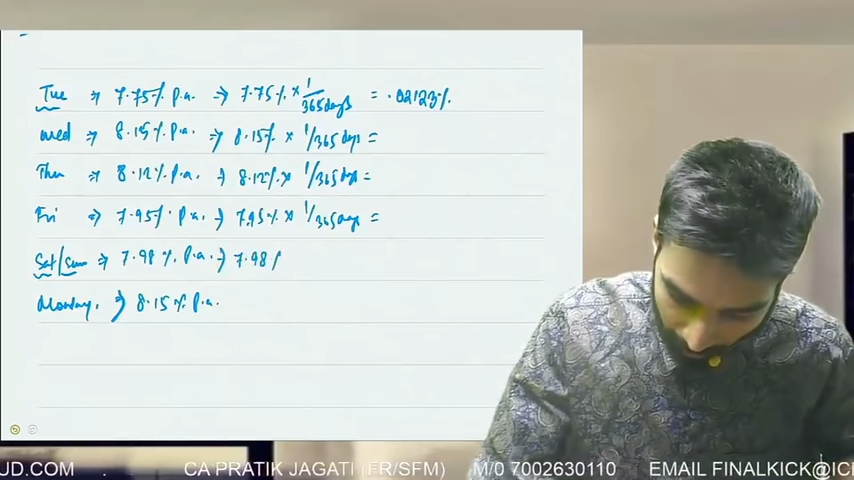 Tue ⇒ 7.75% p.a. → 7.75% × 1/365days = .02123%
Wed ⇒ 8.15% p.a. ⇒ 8.15% × 1/365 days =
Thu ⇒ 8.12% p.a. → 8.12% × 1/365 days =
Fri ⇒ 7.95% p.a. → 7.95% × 1/365 days =
Sat/Sun ⇒ 7.98% p.a. → 7.98%
Monday. ⇒ 8.15% p.a.
UD.COM CA PRATIK JAGATI (FR/SFM) M/0 7002630110 EMAIL FINALKICK@IC